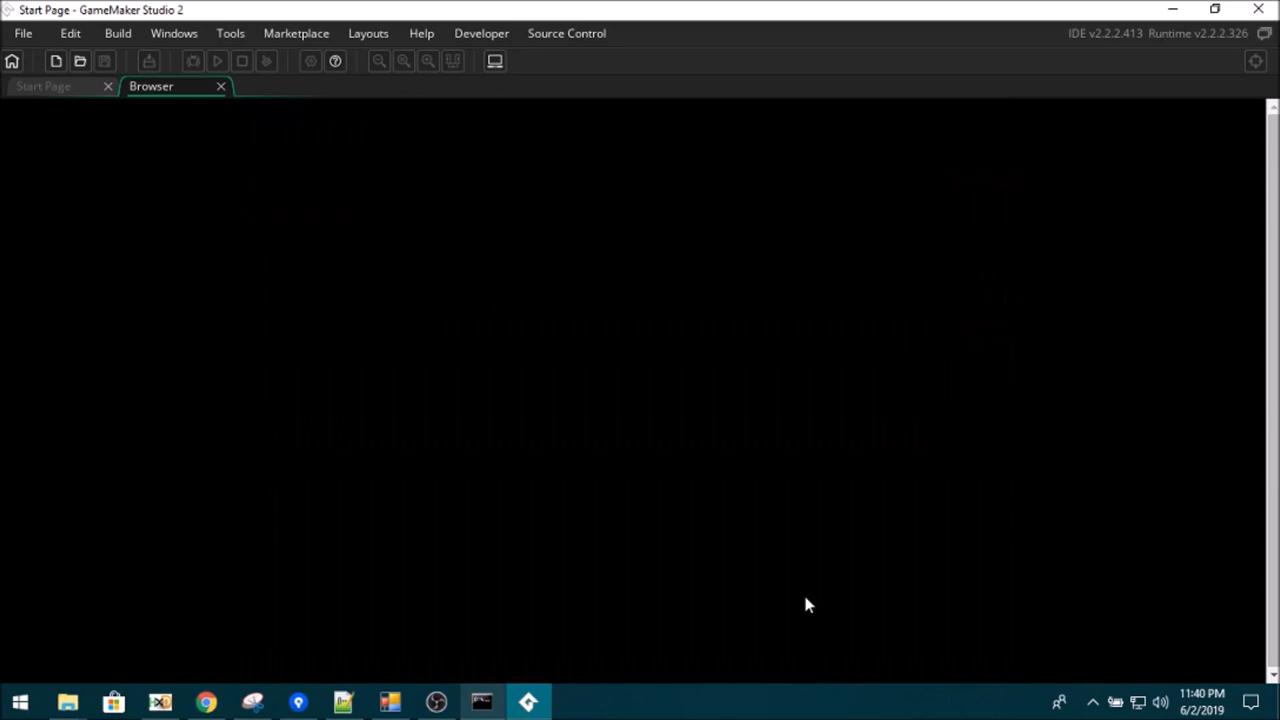 Start Page - GameMaker Studio 2
File Edit Build Windows Tools Marketplace Layouts Help Developer Source Control IDE v2.2.2.413 Runtime v2.2.2.326
Start Page Browser
11:40 PM
6/2/2019